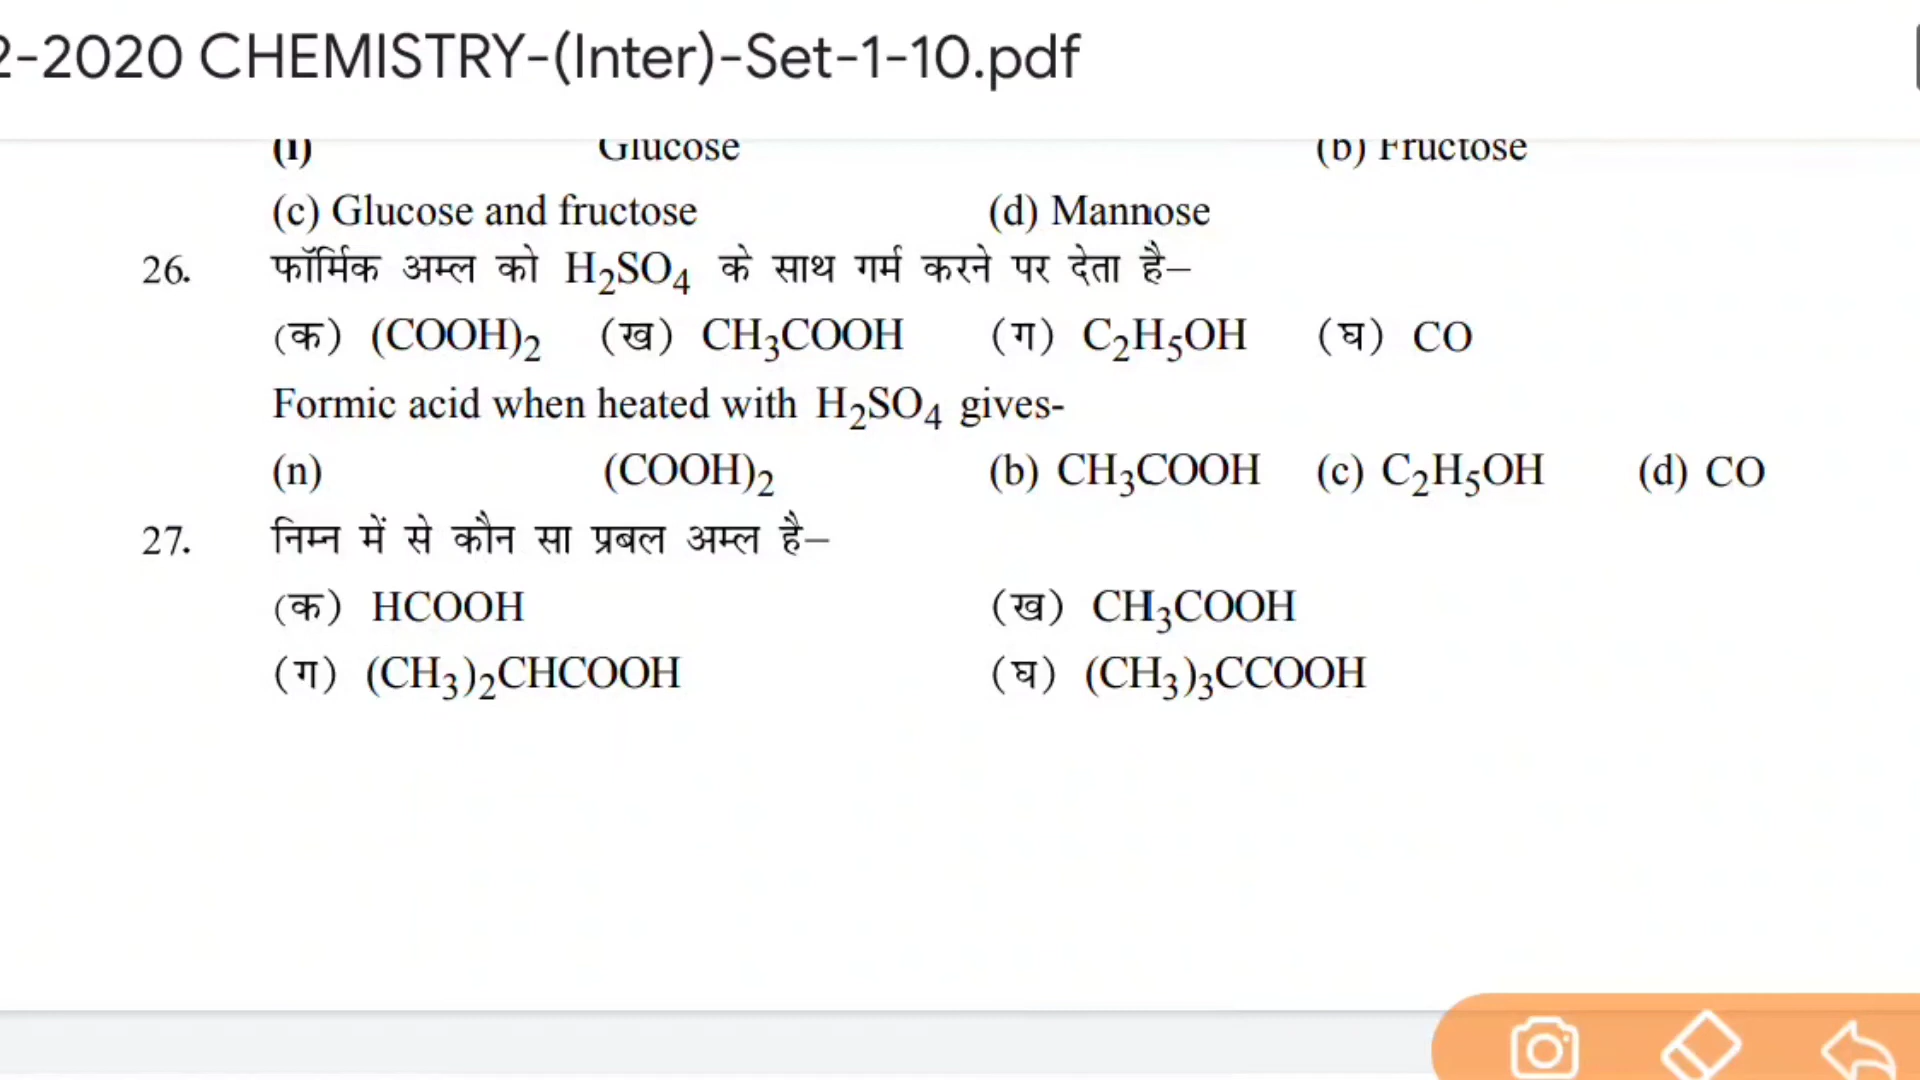 2-2020 CHEMISTRY-(Inter)-Set-1-10.pdf
(i) Glucose (b) Fructose
(c) Glucose and fructose (d) Mannose
26. फॉर्मिक अम्ल को H₂SO₄ के साथ गर्म करने पर देता है–
(क) (COOH)₂ (ख) CH₃COOH (ग) C₂H₅OH (घ) CO
Formic acid when heated with H₂SO₄ gives-
(n) (COOH)₂ (b) CH₃COOH (c) C₂H₅OH (d) CO
27. निम्न में से कौन सा प्रबल अम्ल है–
(क) HCOOH (ख) CH₃COOH
(ग) (CH₃)₂CHCOOH (घ) (CH₃)₃CCOOH